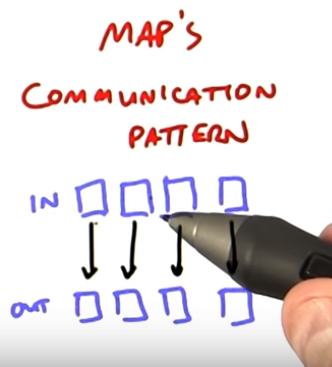 MAP'S
COMMUNICATION
PATTERN
IN
OUT